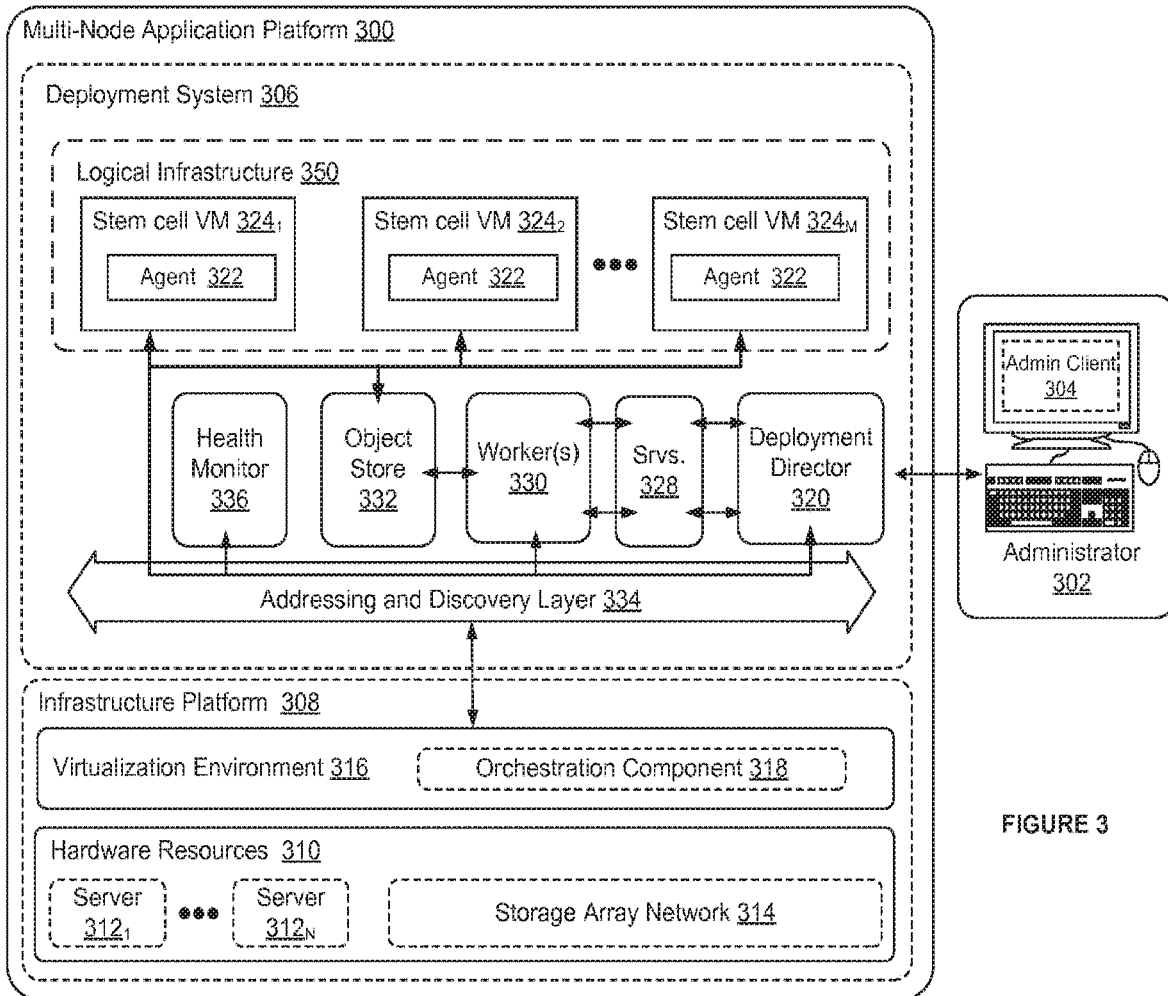 Multi-Node Application Platform 300
Deployment System 306
Logical Infrastructure 350
Stem cell VM 324₁
Agent 322
Stem cell VM 324₂
Agent 322
Stem cell VM 324M
Agent 322
Health
Monitor
336
Object
Store
332
Worker(s)
330
Srvs.
328
Deployment
Director
320
Admin Client
304
Administrator
302
Addressing and Discovery Layer 334
Infrastructure Platform 308
Virtualization Environment 316
Orchestration Component 318
Hardware Resources 310
Server
312₁
Server
312N
Storage Array Network 314
FIGURE 3